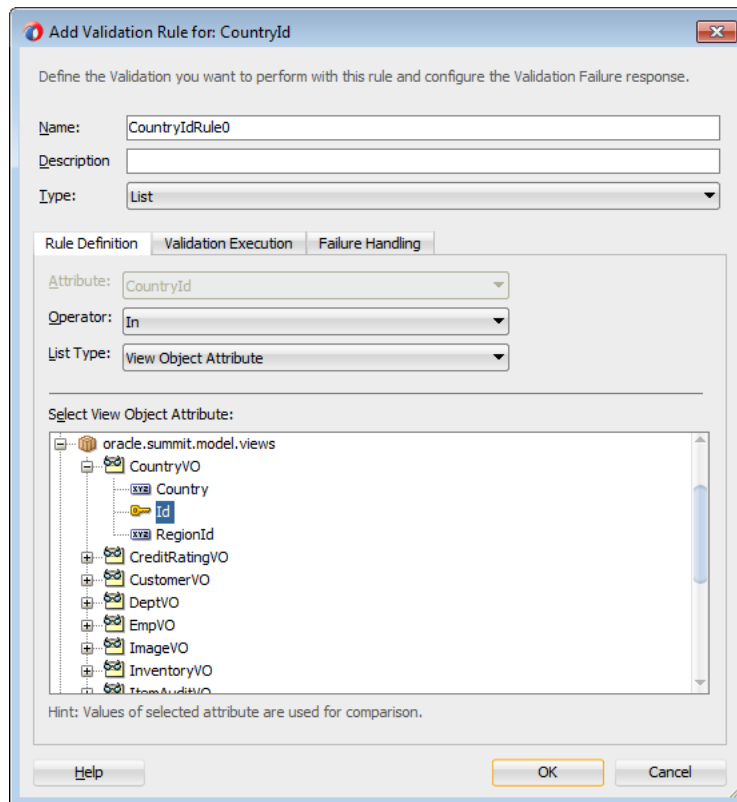 Add Validation Rule for: CountryId
Define the Validation you want to perform with this rule and configure the Validation Failure response.
Name: CountryIdRule0
Description
Type: List
Rule Definition Validation Execution Failure Handling
Attribute: CountryId
Operator: In
List Type: View Object Attribute
Select View Object Attribute:
oracle.summit.model.views
CountryVO
XYZ Country
Id
XYZ RegionId
CreditRatingVO
CustomerVO
DeptVO
EmpVO
ImageVO
InventoryVO
ItemAuditVO
Hint: Values of selected attribute are used for comparison.
Help OK Cancel